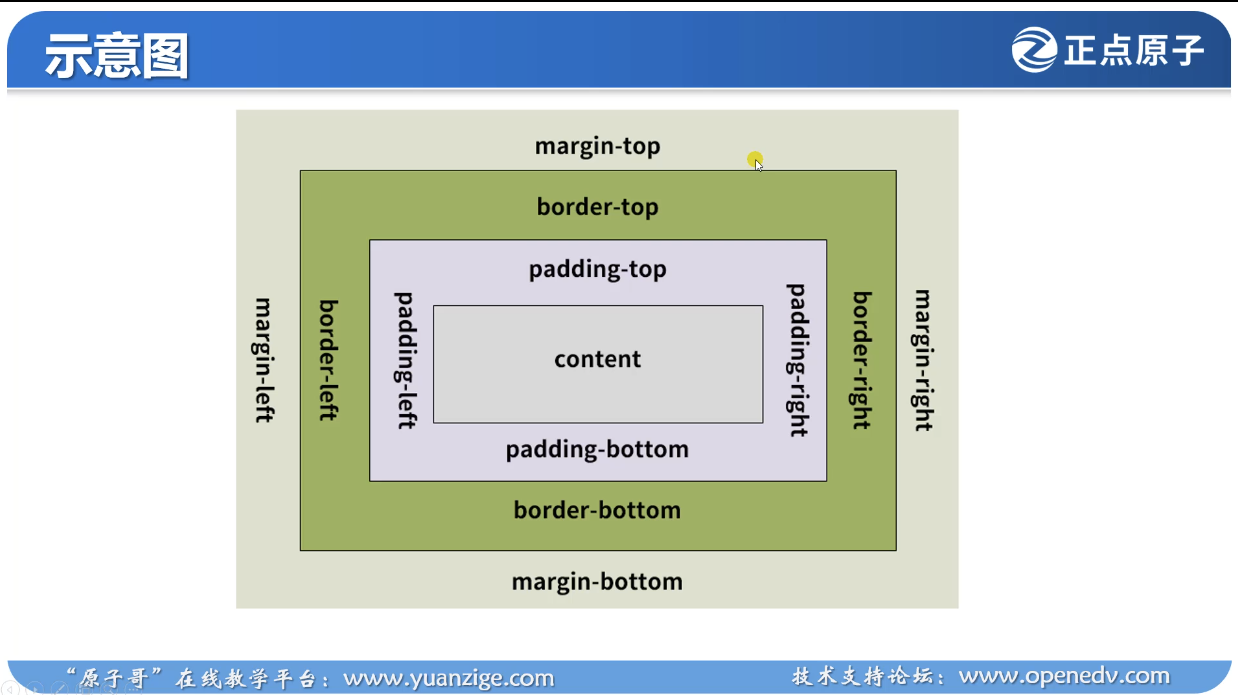 示意图
正点原子
margin-top
border-top
padding-top
margin-left
border-left
padding-left
content
padding-right
border-right
margin-right
padding-bottom
border-bottom
margin-bottom
“原子哥”在线教学平台：www.yuanzige.com
技术支持论坛：www.openedv.com